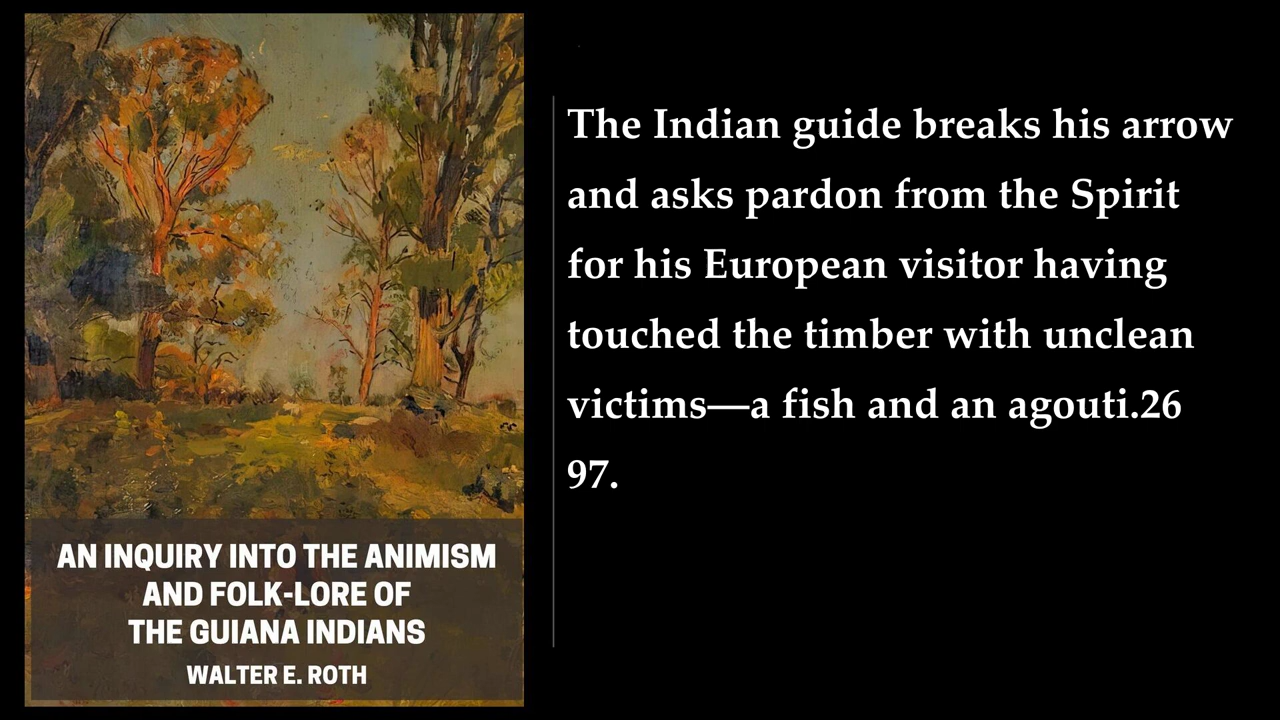 The Indian guide breaks his arrow
and asks pardon from the Spirit
for his European visitor having
touched the timber with unclean
victims—a fish and an agouti.26
97.
AN INQUIRY INTO THE ANIMISM
AND FOLK-LORE OF
THE GUIANA INDIANS
WALTER E. ROTH